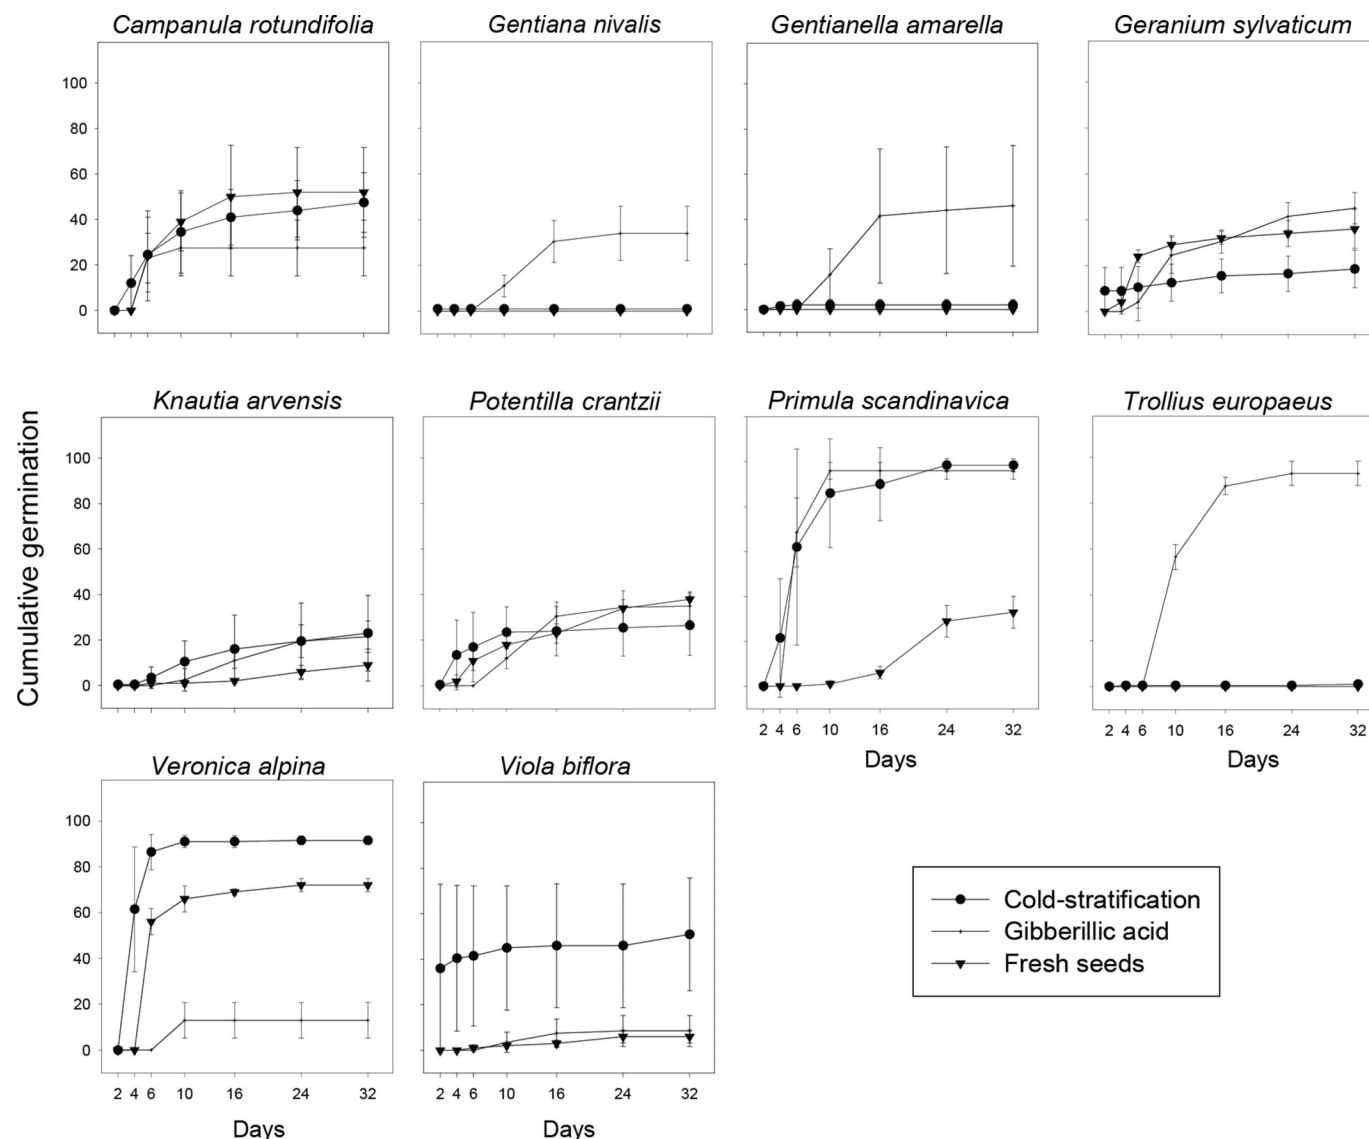 Campanula rotundifolia
Gentiana nivalis
Gentianella amarella
Geranium sylvaticum
100
80
60
40
20
0
Knautia arvensis
Potentilla crantzii
Primula scandinavica
Trollius europaeus
Cumulative germination
100
80
60
40
20
0
2 4 6 10 16 24 32
Days
2 4 6 10 16 24 32
Days
Veronica alpina
Viola biflora
100
80
60
40
20
0
2 4 6 10 16 24 32
Days
2 4 6 10 16 24 32
Days
Cold-stratification
Gibberillic acid
Fresh seeds